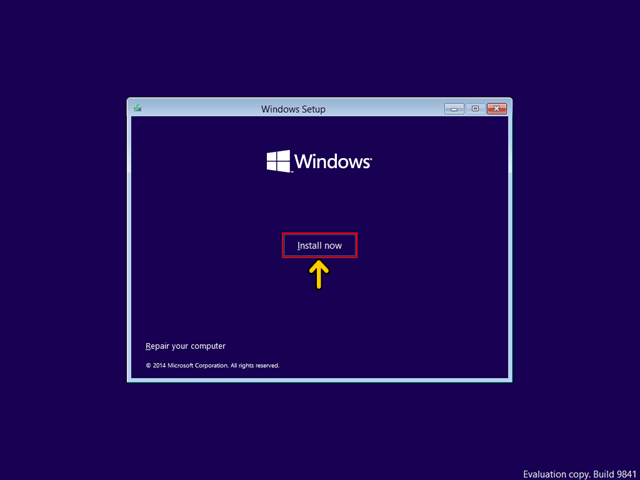 Windows Setup
Windows
Install now
Repair your computer
© 2014 Microsoft Corporation. All rights reserved.
Evaluation copy. Build 9841